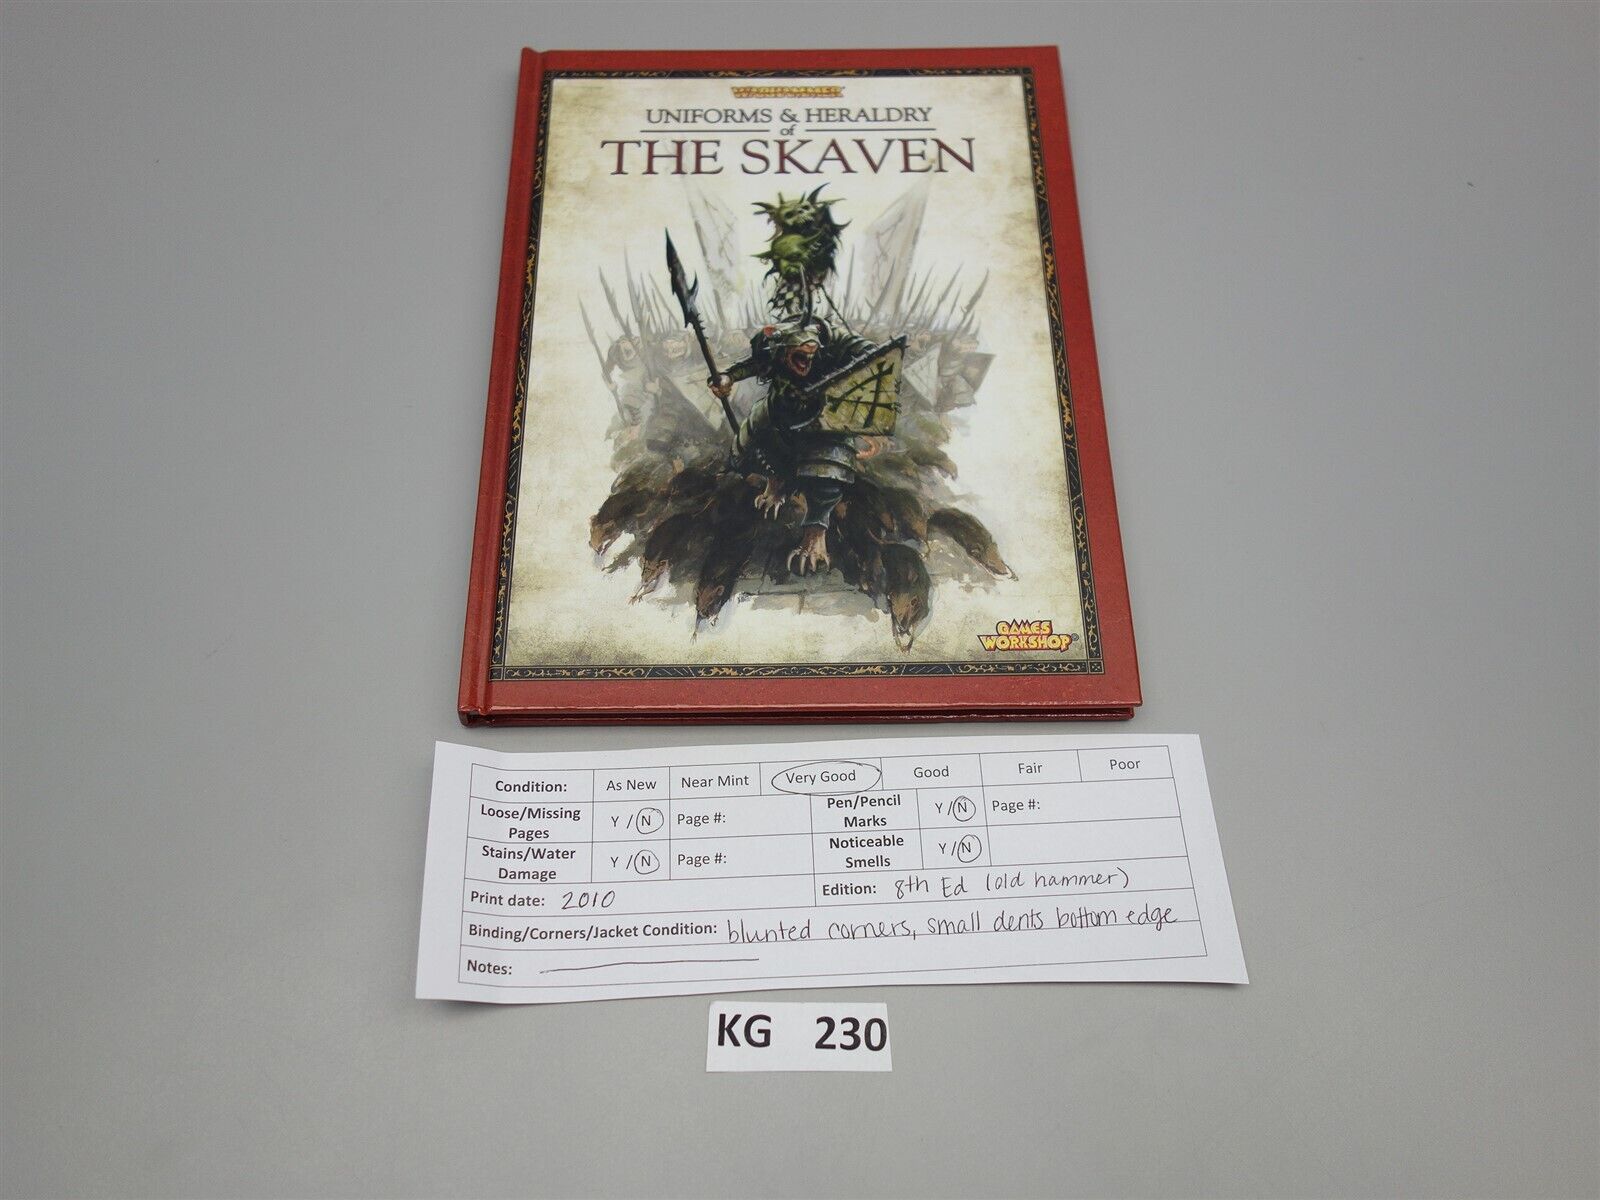 WARHAMMER
UNIFORMS & HERALDRY
of
THE SKAVEN
GAMES
WORKSHOP®
Condition: As New Near Mint Very Good Good Fair Poor
Loose/Missing Pages Y / N Page #: Pen/Pencil Marks Y / N Page #:
Stains/Water Damage Y / N Page #: Noticeable Smells Y / N
Print date: 2010 Edition: 8th Ed (old hammer)
Binding/Corners/Jacket Condition: blunted corners, small dents bottom edge
Notes:
KG 230